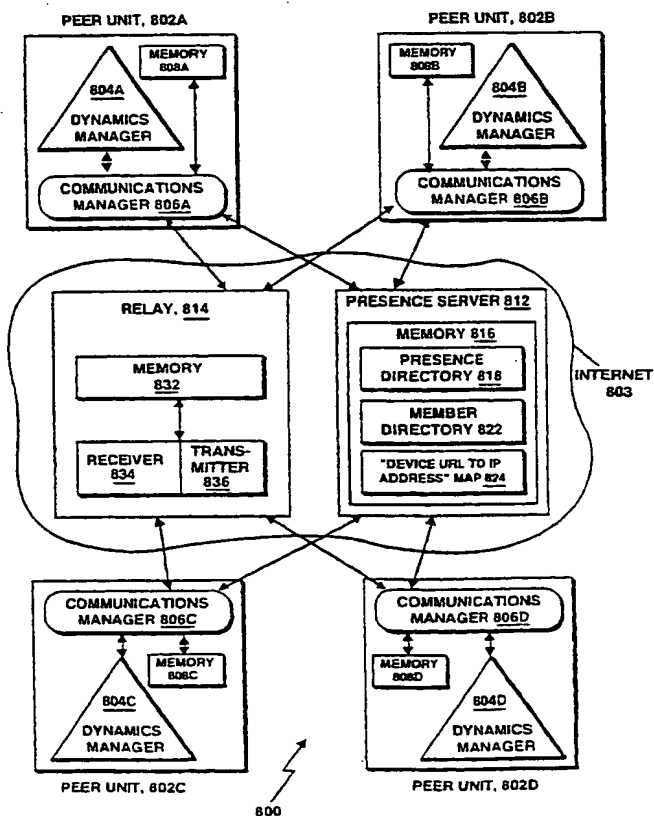 PEER UNIT, 802A
PEER UNIT, 802B
MEMORY
808A
804A
DYNAMICS
MANAGER
COMMUNICATIONS
MANAGER 806A
MEMORY
808B
804B
DYNAMICS
MANAGER
COMMUNICATIONS
MANAGER 806B
RELAY, 814
MEMORY
832
RECEIVER
834
TRANS-
MITTER
836
PRESENCE SERVER 812
MEMORY 816
PRESENCE
DIRECTORY 818
MEMBER
DIRECTORY 822
"DEVICE URL TO IP
ADDRESS" MAP 824
INTERNET
803
COMMUNICATIONS
MANAGER 806C
MEMORY
808C
804C
DYNAMICS
MANAGER
COMMUNICATIONS
MANAGER 806D
MEMORY
808D
804D
DYNAMICS
MANAGER
PEER UNIT, 802C
PEER UNIT, 802D
800